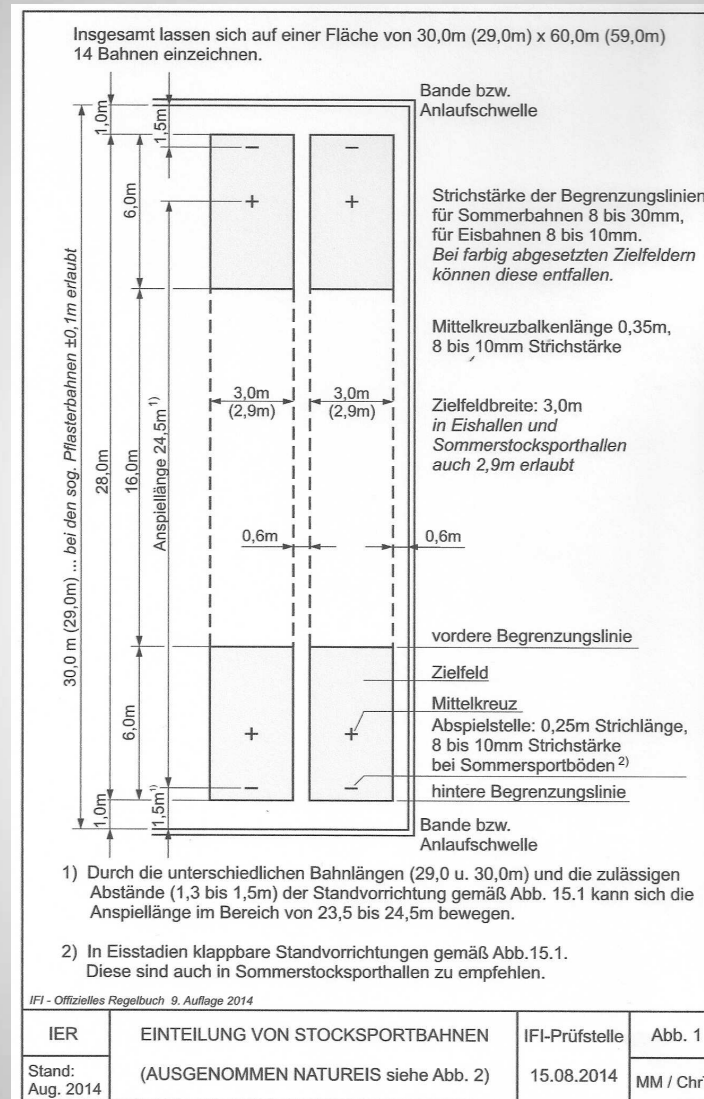 Insgesamt lassen sich auf einer Fläche von 30,0m (29,0m) x 60,0m (59,0m)
14 Bahnen einzeichnen.
Bande bzw.
Anlaufschwelle
1,0m
1,5m
6,0m
Strichstärke der Begrenzungslinien
für Sommerbahnen 8 bis 30mm,
für Eisbahnen 8 bis 10mm.
Bei farbig abgesetzten Zielfeldern
können diese entfallen.
Mittelkreuzbalkenlänge 0,35m,
8 bis 10mm Strichstärke
30,0 m (29,0m) ... bei den sog. Pflasterbahnen ±0,1m erlaubt
28,0m
16,0m
Anspiellänge 24,5m 1)
3,0m
(2,9m)
3,0m
(2,9m)
Zielfeldbreite: 3,0m
in Eishallen und
Sommerstocksporthallen
auch 2,9m erlaubt
0,6m
0,6m
vordere Begrenzungslinie
Zielfeld
Mittelkreuz
6,0m
Abspielstelle: 0,25m Strichlänge,
8 bis 10mm Strichstärke
bei Sommersportböden 2)
hintere Begrenzungslinie
1,0m
1,5m 1)
Bande bzw.
Anlaufschwelle
1) Durch die unterschiedlichen Bahnlängen (29,0 u. 30,0m) und die zulässigen
Abstände (1,3 bis 1,5m) der Standvorrichtung gemäß Abb. 15.1 kann sich die
Anspiellänge im Bereich von 23,5 bis 24,5m bewegen.
2) In Eisstadien klappbare Standvorrichtungen gemäß Abb.15.1.
Diese sind auch in Sommerstocksporthallen zu empfehlen.
IFI - Offizielles Regelbuch 9. Auflage 2014
IER
EINTEILUNG VON STOCKSPORTBAHNEN
IFI-Prüfstelle
Abb. 1
Stand:
Aug. 2014
(AUSGENOMMEN NATUREIS siehe Abb. 2)
15.08.2014
MM / Chr